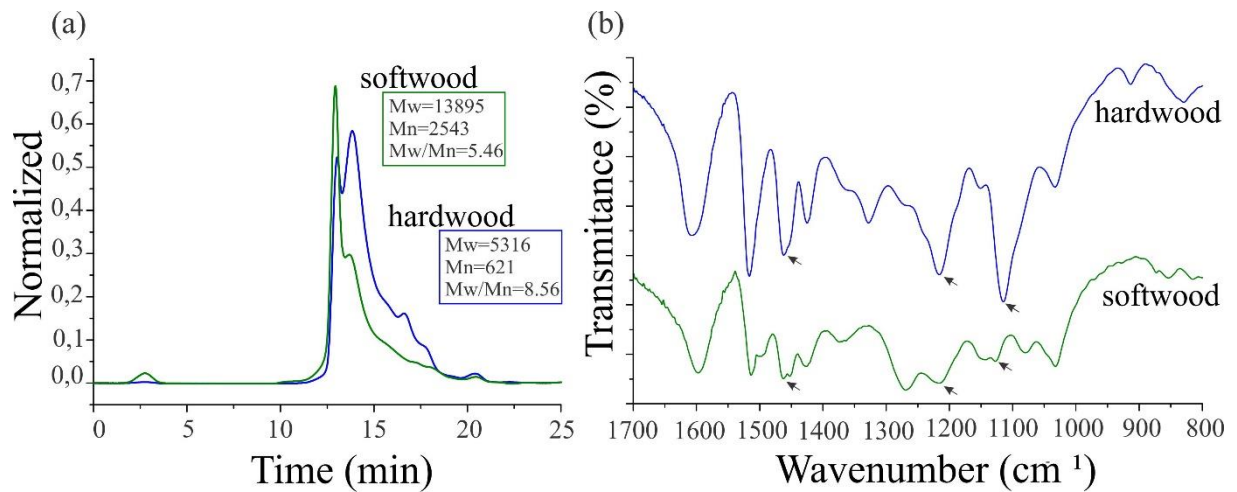 (a)
Normalized
0,7
0,6
0,5
0,4
0,3
0,2
0,1
0,0
softwood
Mw=13895
Mn=2543
Mw/Mn=5.46
hardwood
Mw=5316
Mn=621
Mw/Mn=8.56
0 5 10 15 20 25
Time (min)
(b)
Transmitance (%)
hardwood
softwood
1700 1600 1500 1400 1300 1200 1100 1000 900 800
Wavenumber (cm ¹)